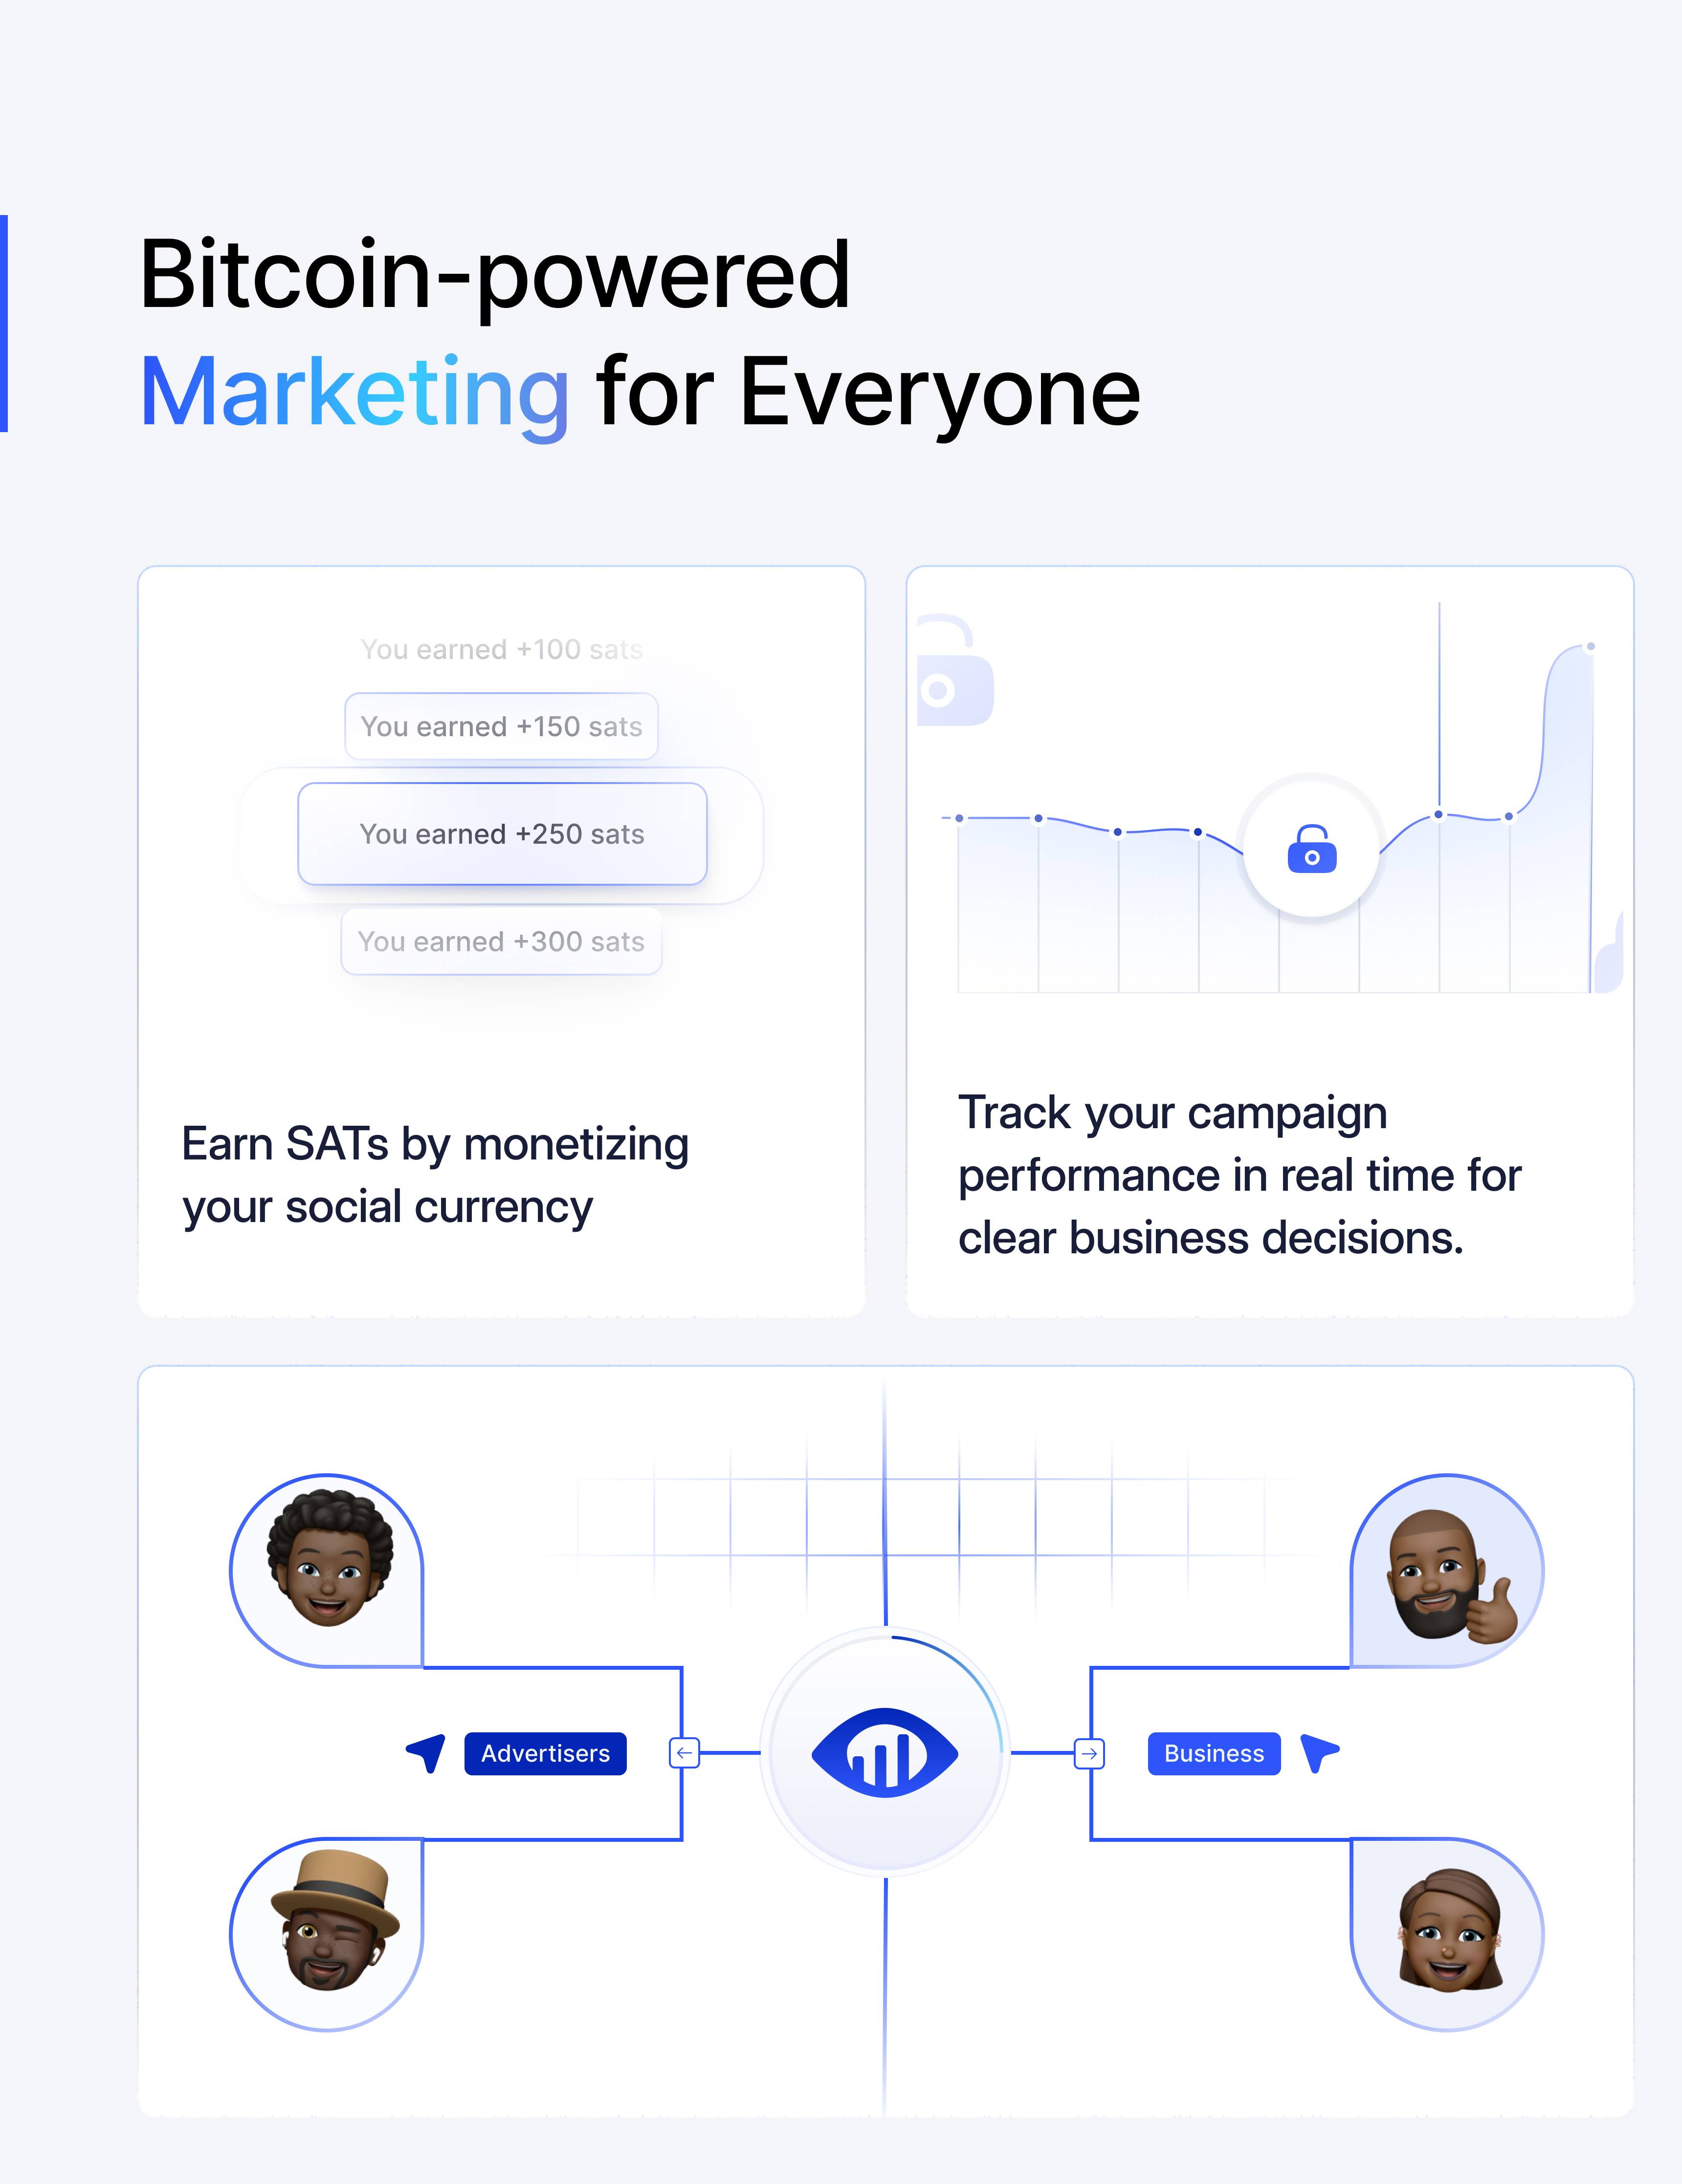 Bitcoin-powered
Marketing for Everyone
You earned +100 sats
You earned +150 sats
You earned +250 sats
You earned +300 sats
Earn SATs by monetizing
your social currency
Track your campaign
performance in real time for
clear business decisions.
Advertisers
Business